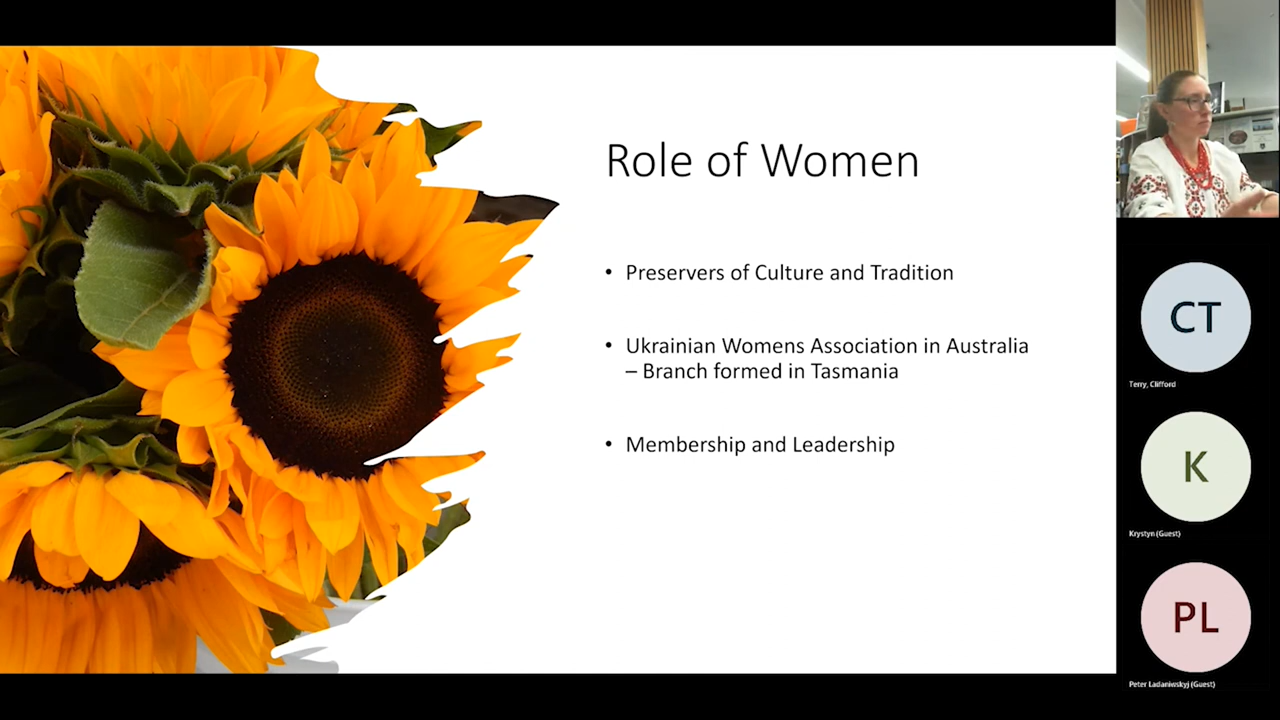 Role of Women
• Preservers of Culture and Tradition
• Ukrainian Womens Association in Australia
– Branch formed in Tasmania
• Membership and Leadership
CT
Terry, Clifford
K
Krystyn (Guest)
PL
Peter Ladaniwskyj (Guest)